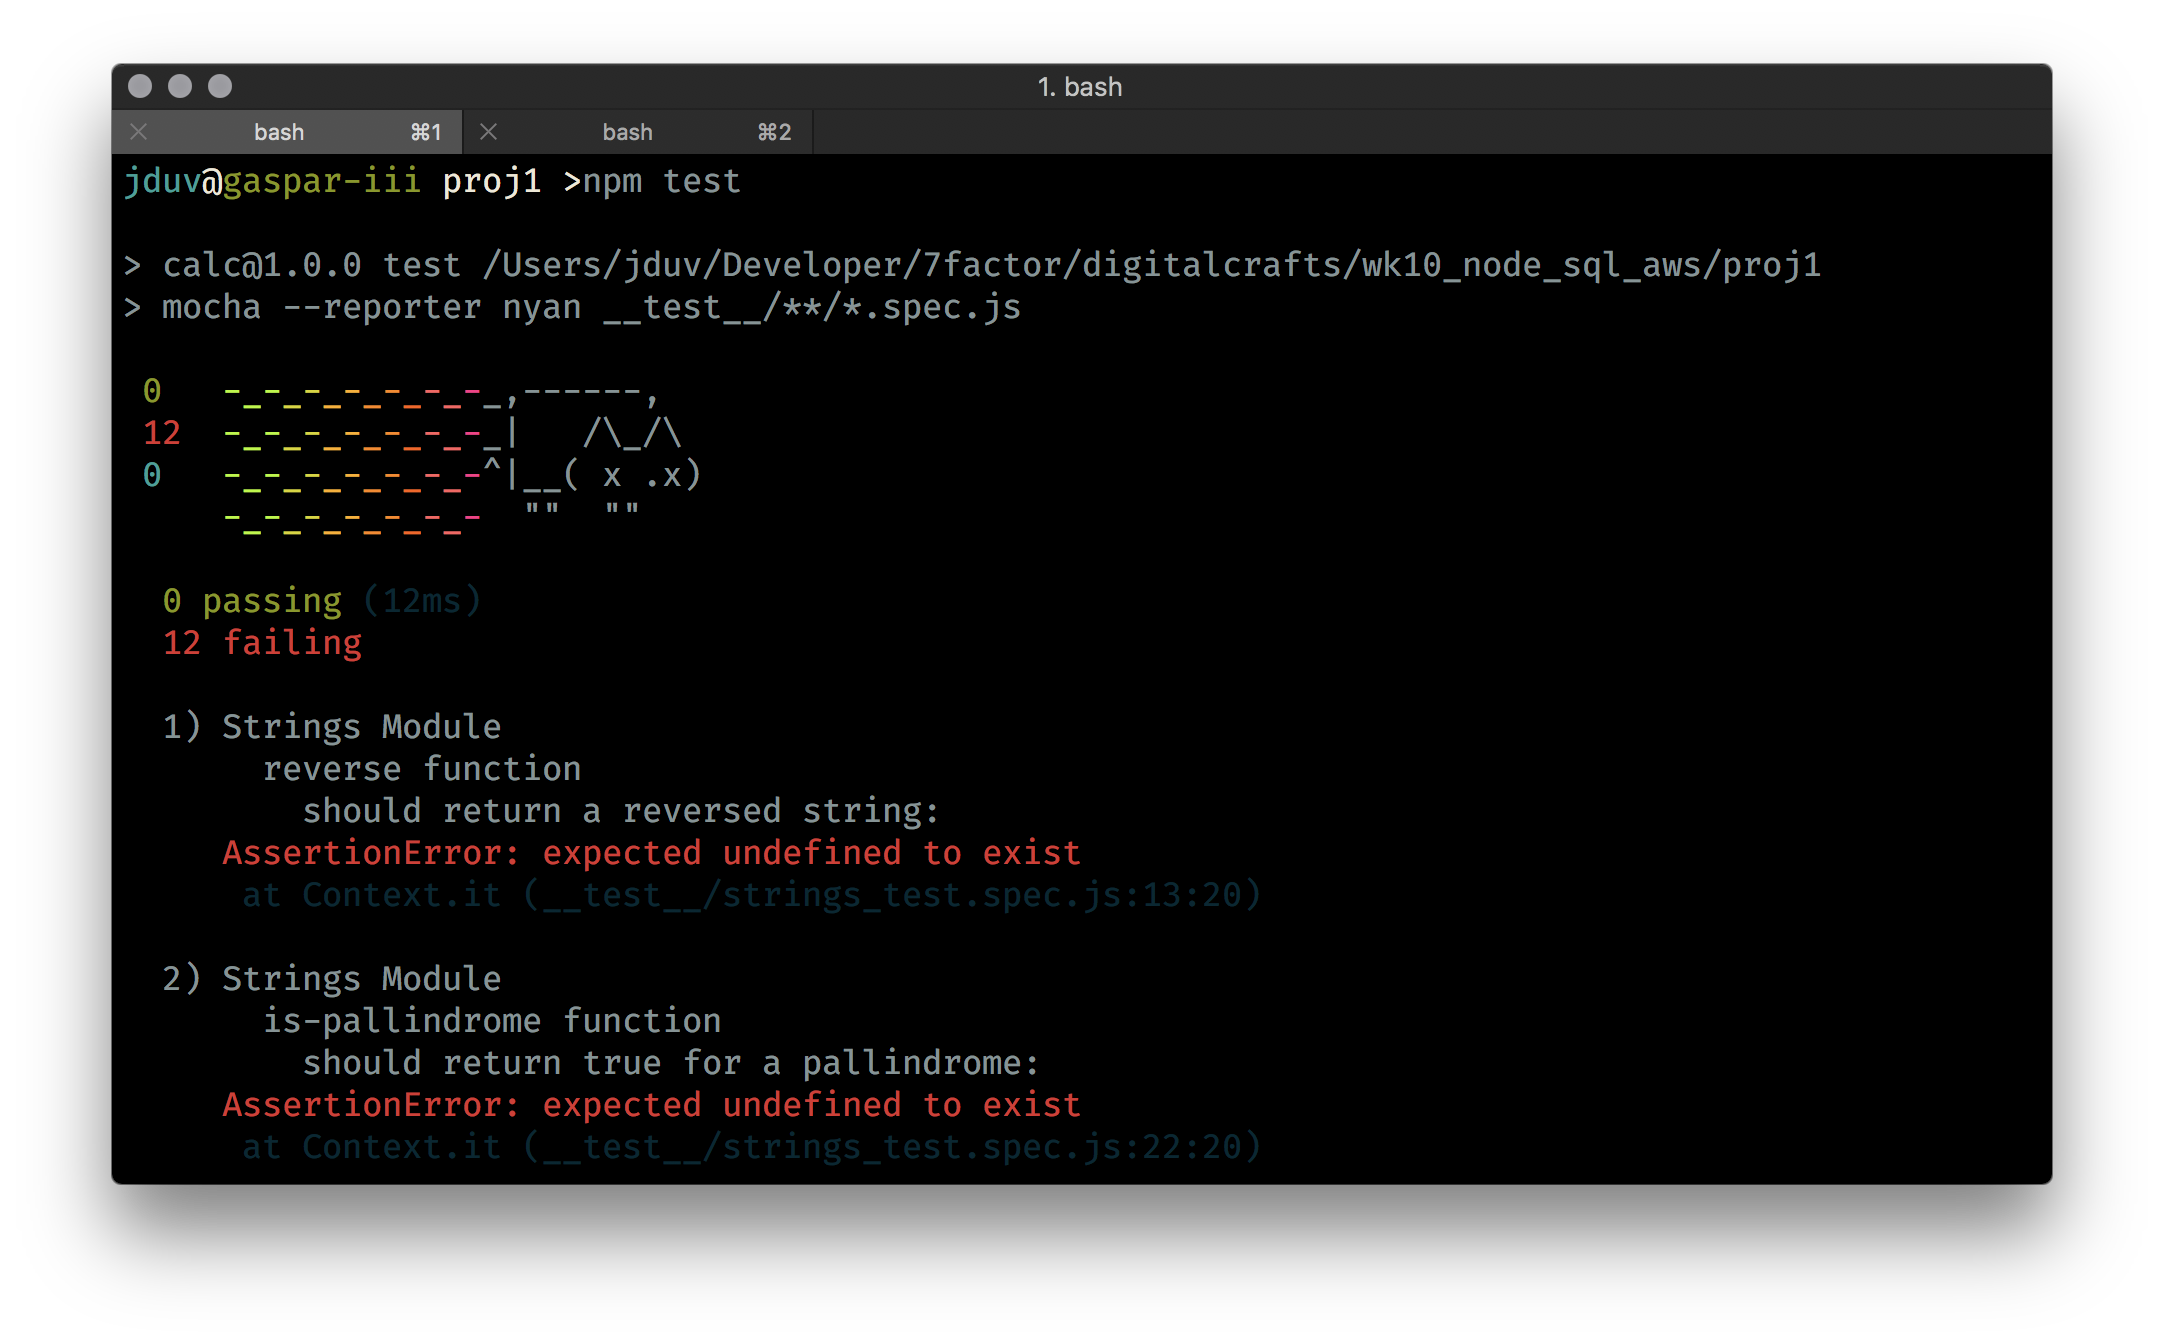 1. bash
bash ⌘1 bash ⌘2
jduv@gaspar-iii proj1 >npm test
> calc@1.0.0 test /Users/jduv/Developer/7factor/digitalcrafts/wk10_node_sql_aws/proj1
> mocha --reporter nyan __test__/**/*.spec.js
 0   -_-_-_-_-_-_-_,------,
 12  -_-_-_-_-_-_-_|   /\_/\
 0   -_-_-_-_-_-_-^|__( x .x)
     -_-_-_-_-_-_-  ""  ""
  0 passing (12ms)
  12 failing
  1) Strings Module
       reverse function
         should return a reversed string:
     AssertionError: expected undefined to exist
      at Context.it (__test__/strings_test.spec.js:13:20)
  2) Strings Module
       is-pallindrome function
         should return true for a pallindrome:
     AssertionError: expected undefined to exist
      at Context.it (__test__/strings_test.spec.js:22:20)